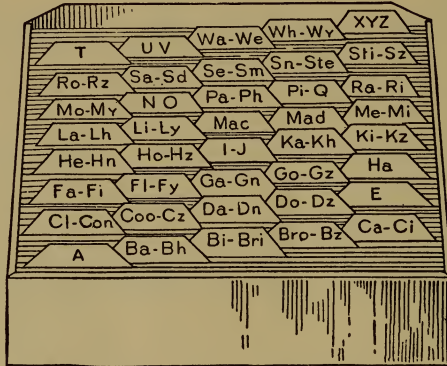 T UV Wa-We Wh-Wy XYZ
Ro-Rz Sa-Sd Se-Sm Sn-Ste Sti-Sz
Mo-My NO Pa-Ph Pi-Q Ra-Ri
La-Lh Li-Ly Mac Mad Me-Mi
He-Hn Ho-Hz I-J Ka-Kh Ki-Kz
Fa-Fi Fl-Fy Ga-Gn Go-Gz Ha
Cl-Con Coo-Cz Da-Dn Do-Dz E
A Ba-Bh Bi-Bri Bro-Bz Ca-Ci